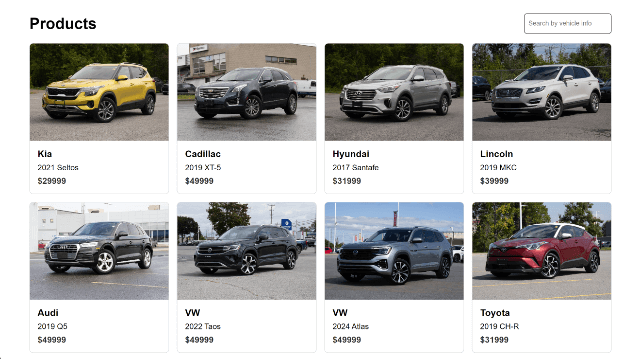 Products
Search by vehicle info
Kia
2021 Seltos
$29999
Cadillac
2019 XT-5
$49999
Hyundai
2017 Santafe
$31999
Lincoln
2019 MKC
$39999
Audi
2019 Q5
$49999
VW
2022 Taos
$49999
VW
2024 Atlas
$49999
Toyota
2019 CH-R
$31999